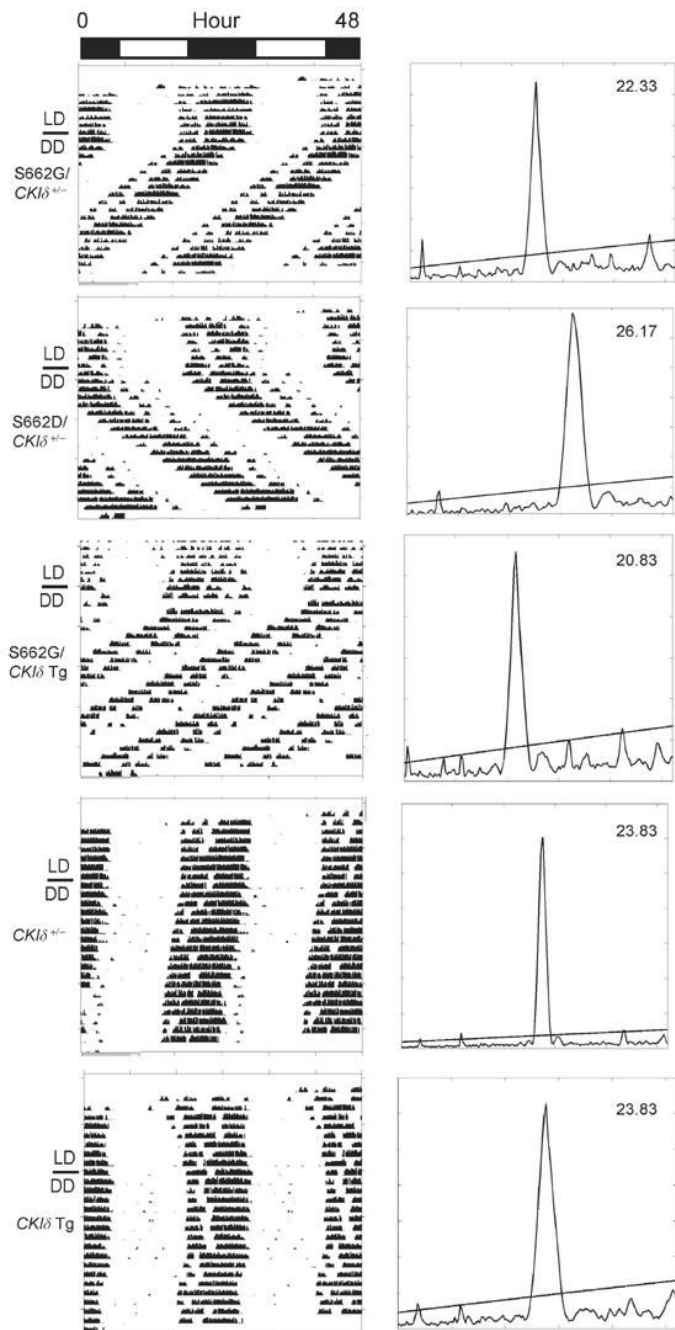 0 Hour 48
LD
DD
S662G/
CKIδ+/−
22.33
LD
DD
S662D/
CKIδ+/−
26.17
LD
DD
S662G/
CKIδ Tg
20.83
LD
DD
CKIδ+/−
23.83
LD
DD
CKIδ Tg
23.83